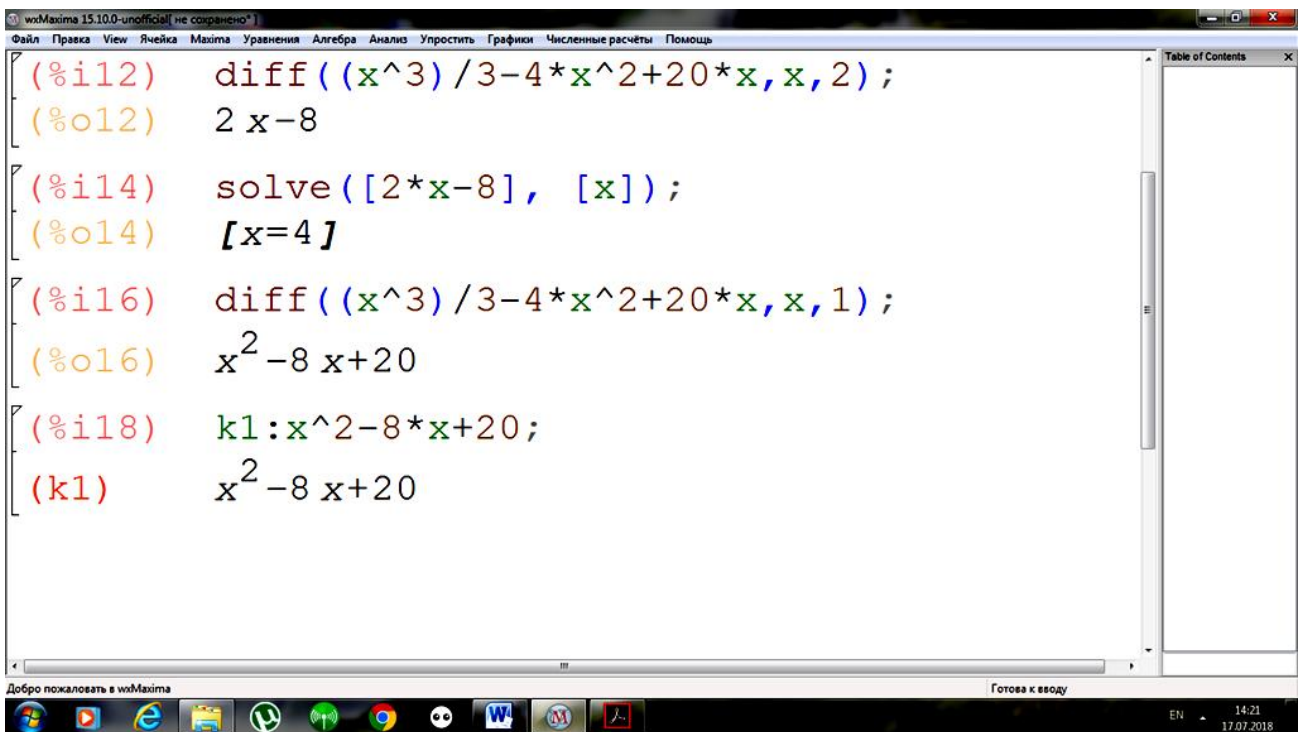 wxMaxima 15.10.0-unofficial[ не сохранено* ]
Файл Правка View Ячейка Maxima Уравнения Алгебра Анализ Упростить Графики Численные расчёты Помощь
Table of Contents x
(%i12) diff((x^3)/3-4*x^2+20*x,x,2);
(%o12) 2 x-8
(%i14) solve([2*x-8], [x]);
(%o14) [x=4]
(%i16) diff((x^3)/3-4*x^2+20*x,x,1);
(%o16) x²-8 x+20
(%i18) k1:x^2-8*x+20;
(k1) x²-8 x+20
Добро пожаловать в wxMaxima
Готова к вводу
EN 14:21
17.07.2018